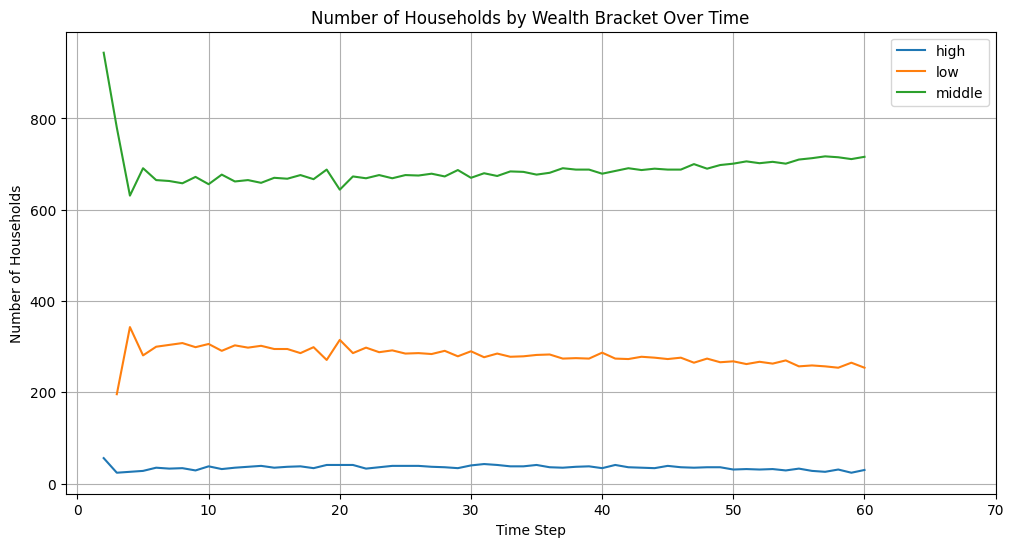 Number of Households by Wealth Bracket Over Time
high
low
middle
Number of Households
800
600
400
200
0
0 10 20 30 40 50 60 70
Time Step